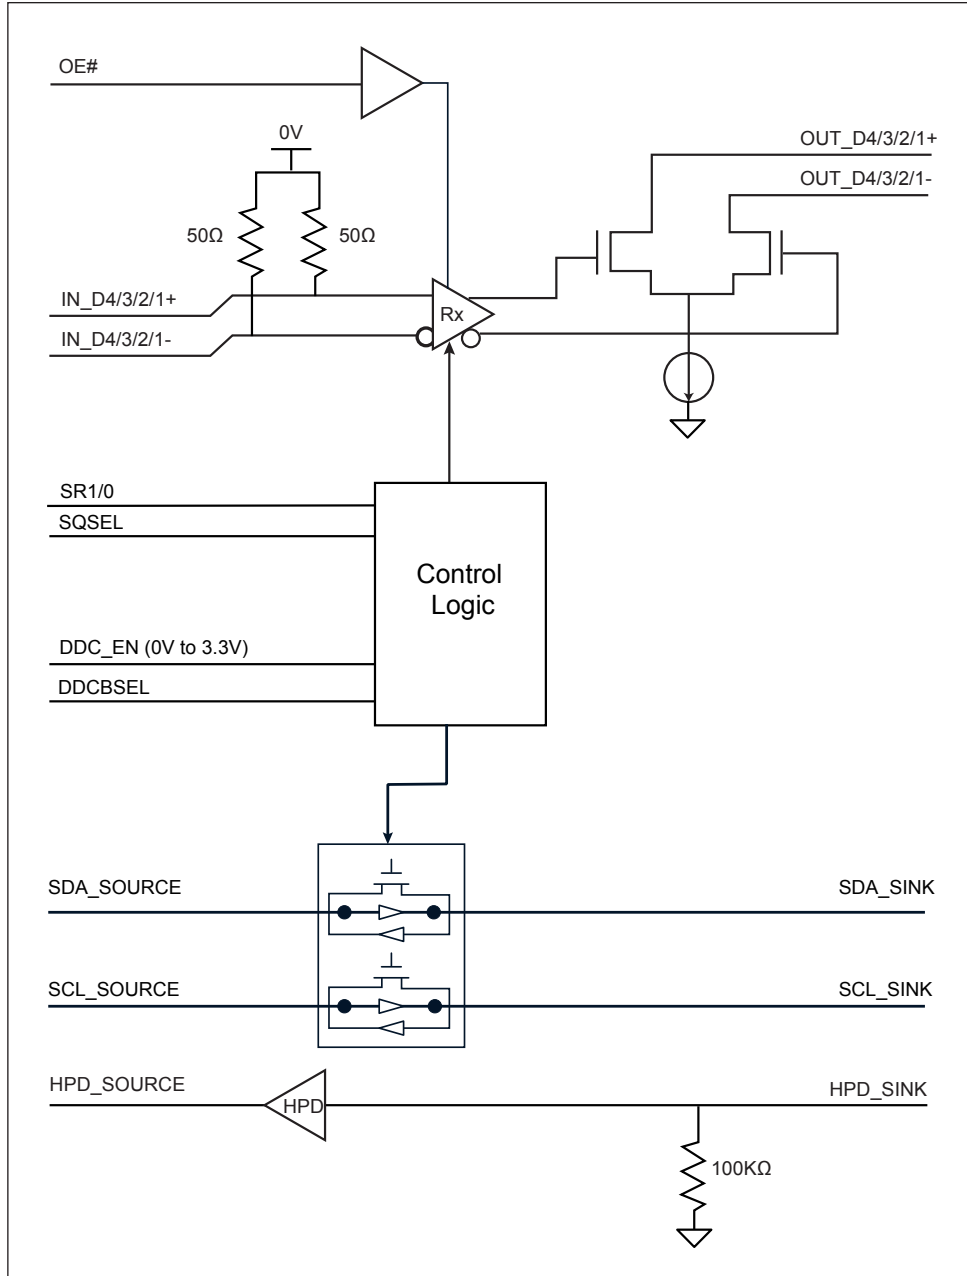 OE#
0V
OUT_D4/3/2/1+
OUT_D4/3/2/1-
50Ω
50Ω
IN_D4/3/2/1+
Rx
IN_D4/3/2/1-
SR1/0
SQSEL
Control
Logic
DDC_EN (0V to 3.3V)
DDCBSEL
SDA_SOURCE
SDA_SINK
SCL_SOURCE
SCL_SINK
HPD_SOURCE
HPD
HPD_SINK
100KΩ